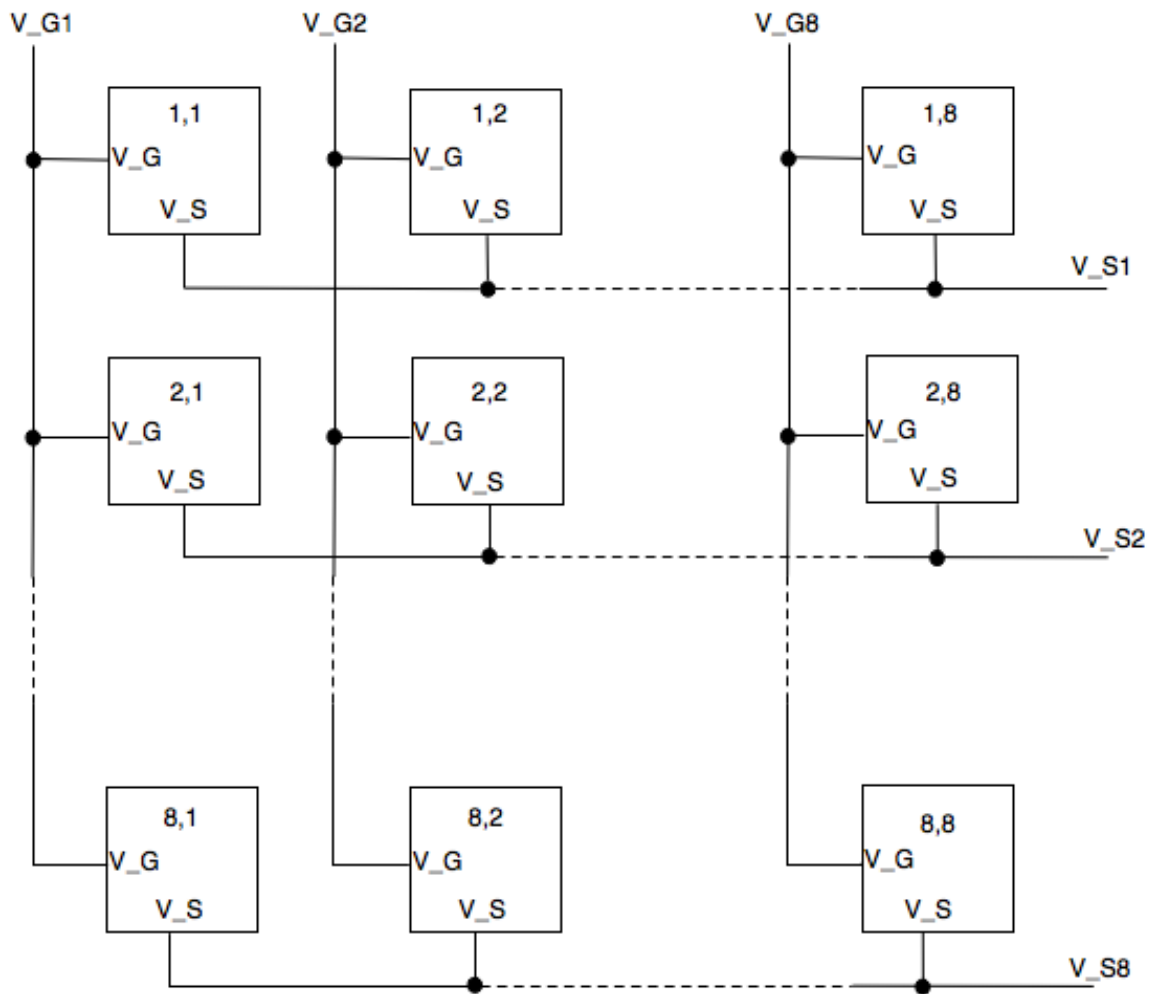 V_G1 V_G2 V_G8
1,1 1,2 1,8
V_G V_G V_G
V_S V_S V_S
V_S1
2,1 2,2 2,8
V_G V_G V_G
V_S V_S V_S
V_S2
8,1 8,2 8,8
V_G V_G V_G
V_S V_S V_S
V_S8